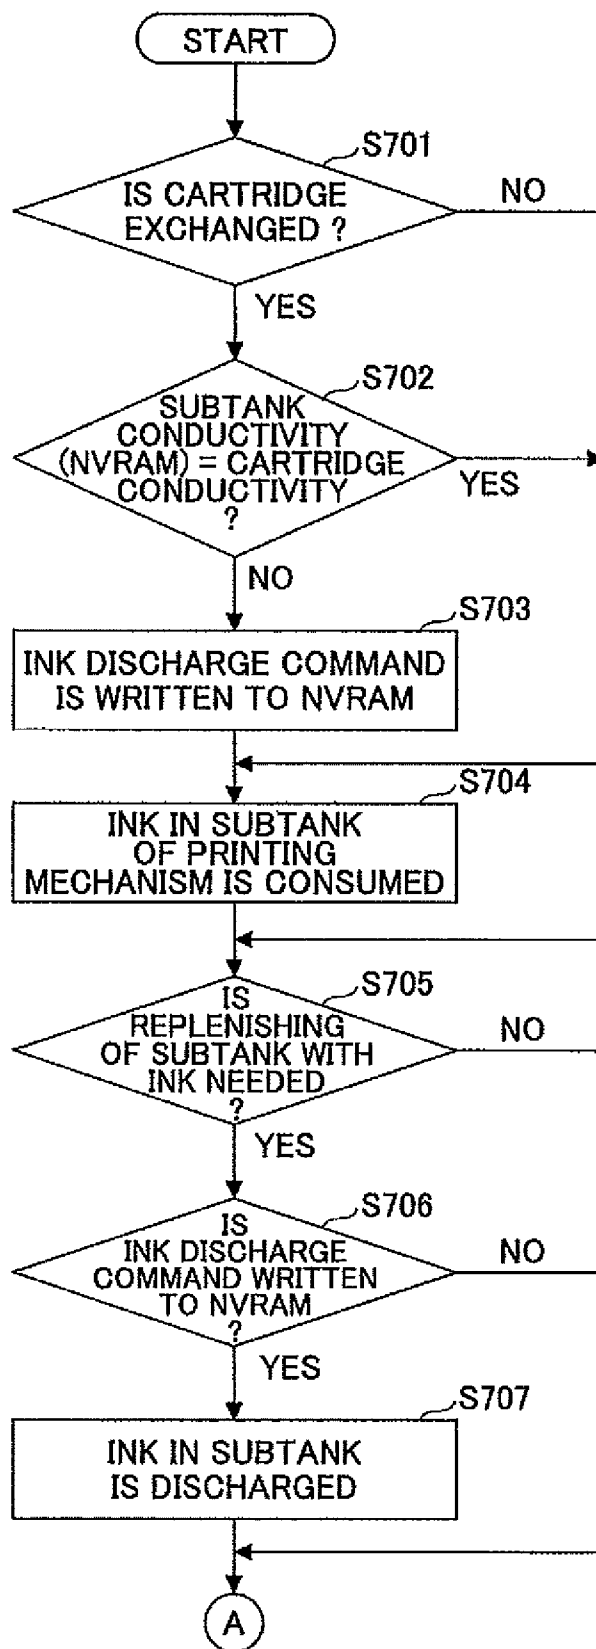 START
S701
IS CARTRIDGE
EXCHANGED ?
NO
YES
S702
SUBTANK
CONDUCTIVITY
(NVRAM) = CARTRIDGE
CONDUCTIVITY
?
YES
NO
S703
INK DISCHARGE COMMAND
IS WRITTEN TO NVRAM
S704
INK IN SUBTANK
OF PRINTING
MECHANISM IS CONSUMED
S705
IS
REPLENISHING
OF SUBTANK WITH
INK NEEDED
?
NO
YES
S706
IS
INK DISCHARGE
COMMAND WRITTEN
TO NVRAM
?
NO
YES
S707
INK IN SUBTANK
IS DISCHARGED
A